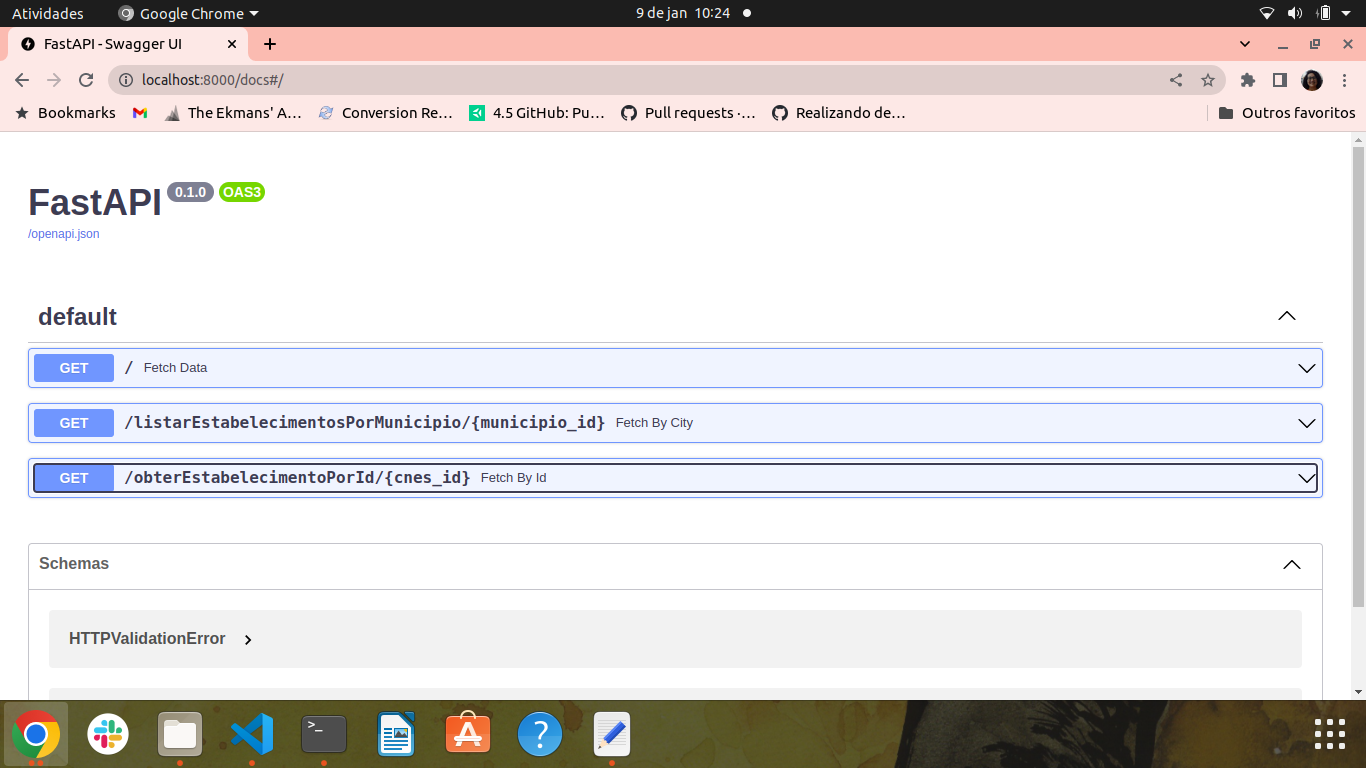 Atividades Google Chrome 9 de jan 10:24
FastAPI - Swagger UI
localhost:8000/docs#/
Bookmarks The Ekmans' A… Conversion Re… 4.5 GitHub: Pu… Pull requests ·… Realizando de… Outros favoritos
FastAPI 0.1.0 OAS3
/openapi.json
default
GET / Fetch Data
GET /listarEstabelecimentosPorMunicipio/{municipio_id} Fetch By City
GET /obterEstabelecimentoPorId/{cnes_id} Fetch By Id
Schemas
HTTPValidationError